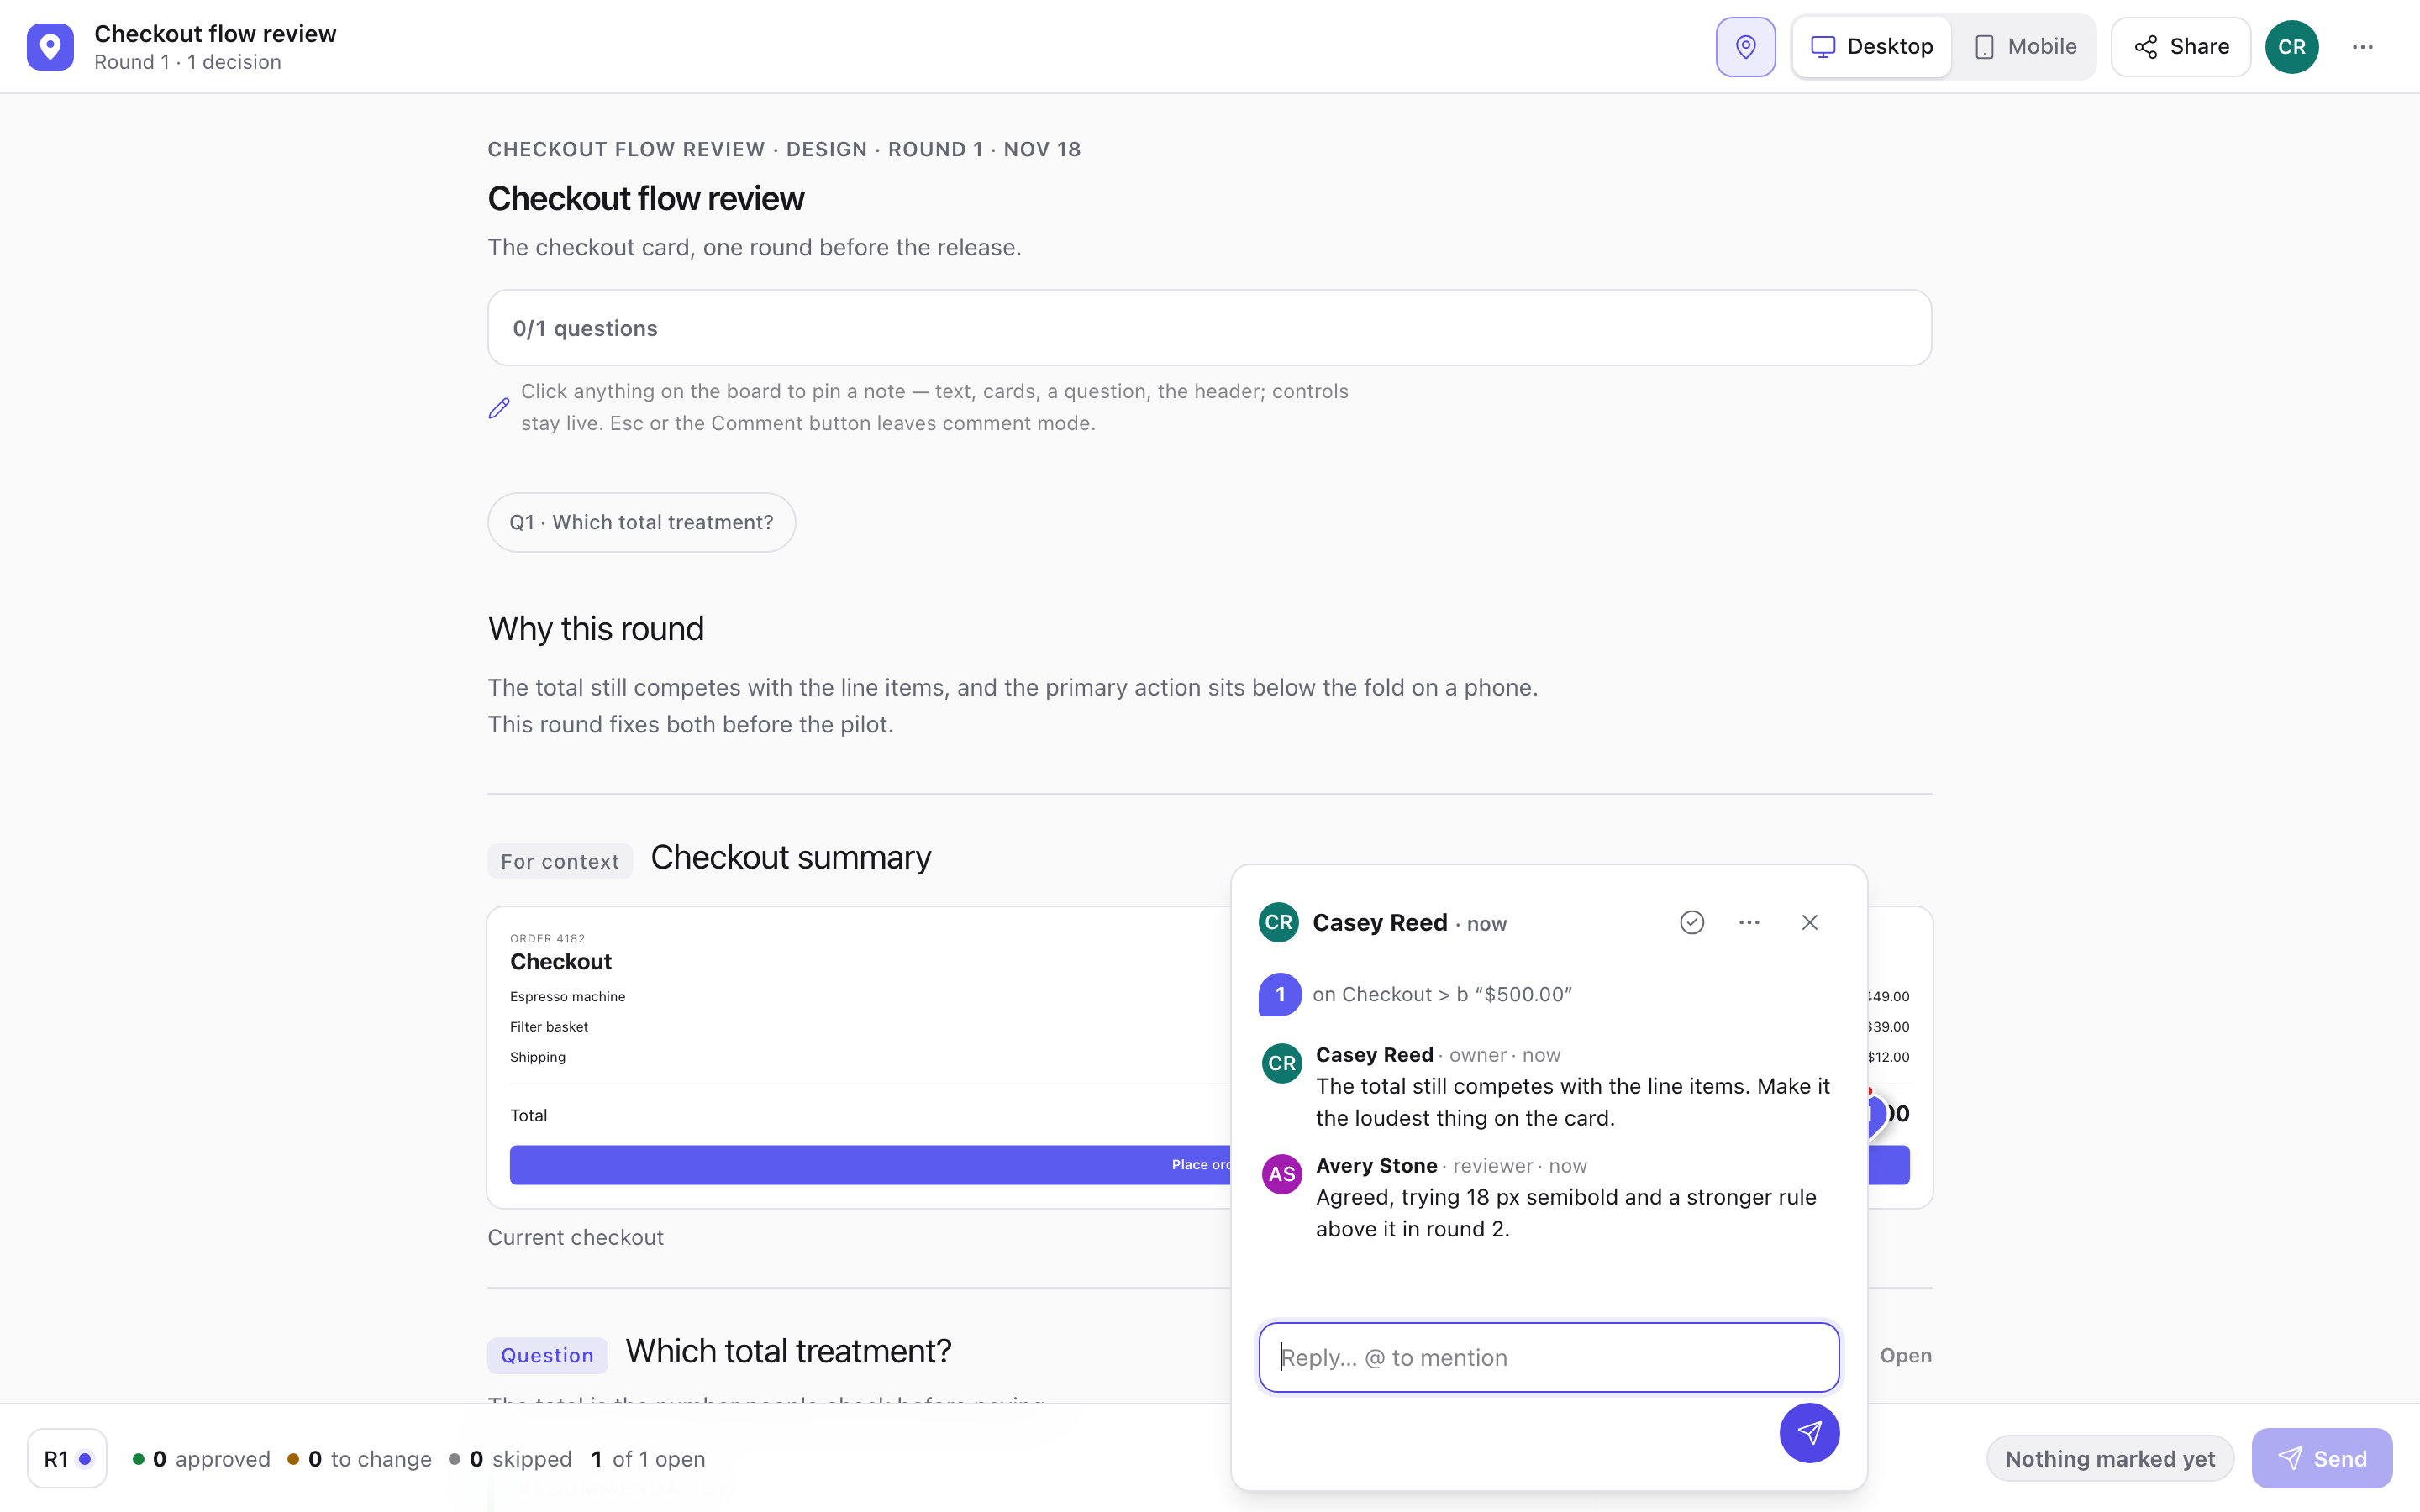 Checkout flow review
Round 1 · 1 decision
Desktop
Mobile
Share
CR
CHECKOUT FLOW REVIEW · DESIGN · ROUND 1 · NOV 18
Checkout flow review
The checkout card, one round before the release.
0/1 questions
Click anything on the board to pin a note — text, cards, a question, the header; controls
stay live. Esc or the Comment button leaves comment mode.
Q1 · Which total treatment?
Why this round
The total still competes with the line items, and the primary action sits below the fold on a phone.
This round fixes both before the pilot.
For context
Checkout summary
ORDER 4182
Checkout
Espresso machine
449.00
Filter basket
$39.00
Shipping
$12.00
Total
00
Place
Current checkout
CR
Casey Reed · now
1
on Checkout > b “$500.00”
CR
Casey Reed · owner · now
The total still competes with the line items. Make it
the loudest thing on the card.
AS
Avery Stone · reviewer · now
Agreed, trying 18 px semibold and a stronger rule
above it in round 2.
Reply... @ to mention
Question
Which total treatment?
Open
R1
0 approved
0 to change
0 skipped
1 of 1 open
Nothing marked yet
Send